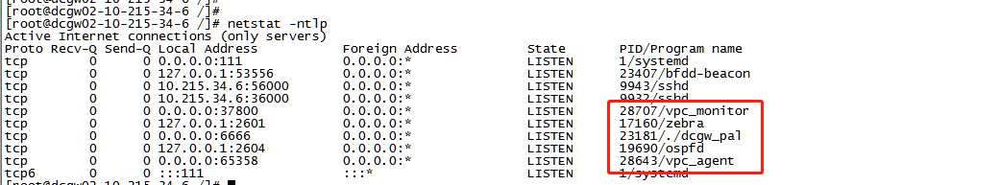 [root@dcgw02-10-215-34-6 /]#
[root@dcgw02-10-215-34-6 /]#
[root@dcgw02-10-215-34-6 /]# netstat -ntlp
Active Internet connections (only servers)
Proto Recv-Q Send-Q Local Address Foreign Address State PID/Program name
tcp 0 0 0.0.0.0:111 0.0.0.0:* LISTEN 1/systemd
tcp 0 0 127.0.0.1:53556 0.0.0.0:* LISTEN 23407/bfdd-beacon
tcp 0 0 10.215.34.6:56000 0.0.0.0:* LISTEN 9943/sshd
tcp 0 0 10.215.34.6:36000 0.0.0.0:* LISTEN 9932/sshd
tcp 0 0 0.0.0.0:37800 0.0.0.0:* LISTEN 28707/vpc_monitor
tcp 0 0 127.0.0.1:2601 0.0.0.0:* LISTEN 17160/zebra
tcp 0 0 0.0.0.0:6666 0.0.0.0:* LISTEN 23181/./dcgw_pal
tcp 0 0 127.0.0.1:2604 0.0.0.0:* LISTEN 19690/ospfd
tcp 0 0 0.0.0.0:65358 0.0.0.0:* LISTEN 28643/vpc_agent
tcp6 0 0 :::111 :::* LISTEN 1/systemd
[root@dcgw02-10-215-34-6 /]#